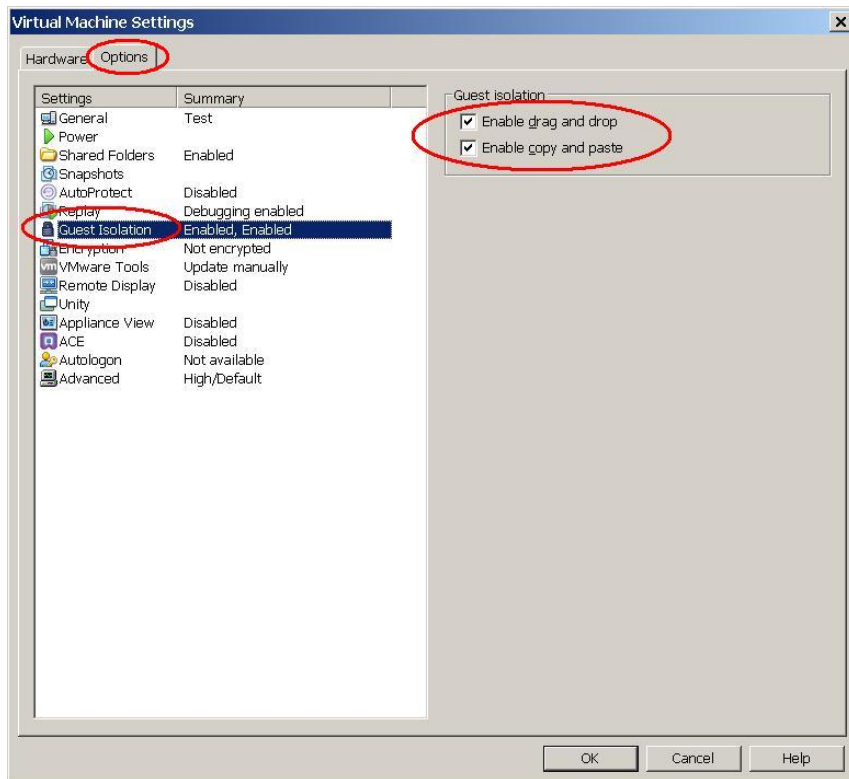 Virtual Machine Settings
Hardware Options
Settings Summary
General Test
Power
Shared Folders Enabled
Snapshots
AutoProtect Disabled
Replay Debugging enabled
Guest Isolation Enabled, Enabled
Encryption Not encrypted
vm VMware Tools Update manually
Remote Display Disabled
Unity
Appliance View Disabled
ACE Disabled
Autologon Not available
Advanced High/Default
Guest isolation
Enable drag and drop
Enable copy and paste
OK Cancel Help